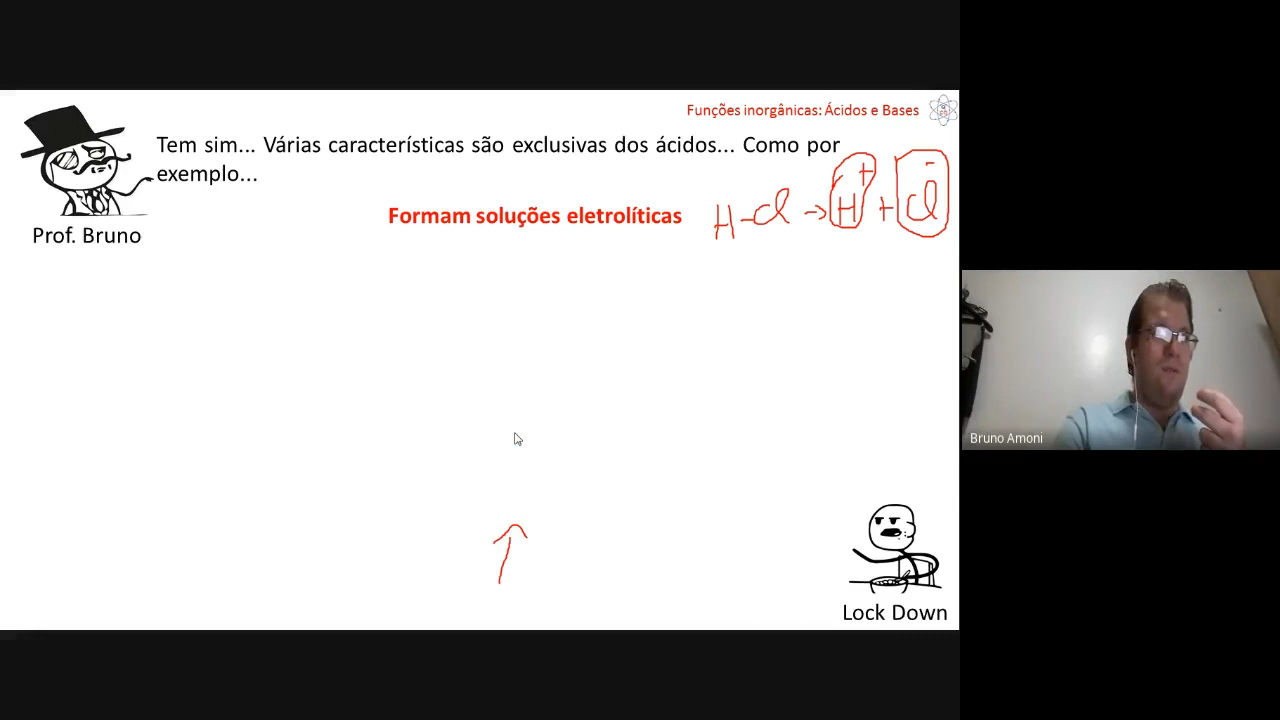 Funções inorgânicas: Ácidos e Bases
Tem sim... Várias características são exclusivas dos ácidos... Como por
exemplo...
Formam soluções eletrolíticas
H-Cl → H⁺ + Cl⁻
Prof. Bruno
Bruno Amoni
Lock Down